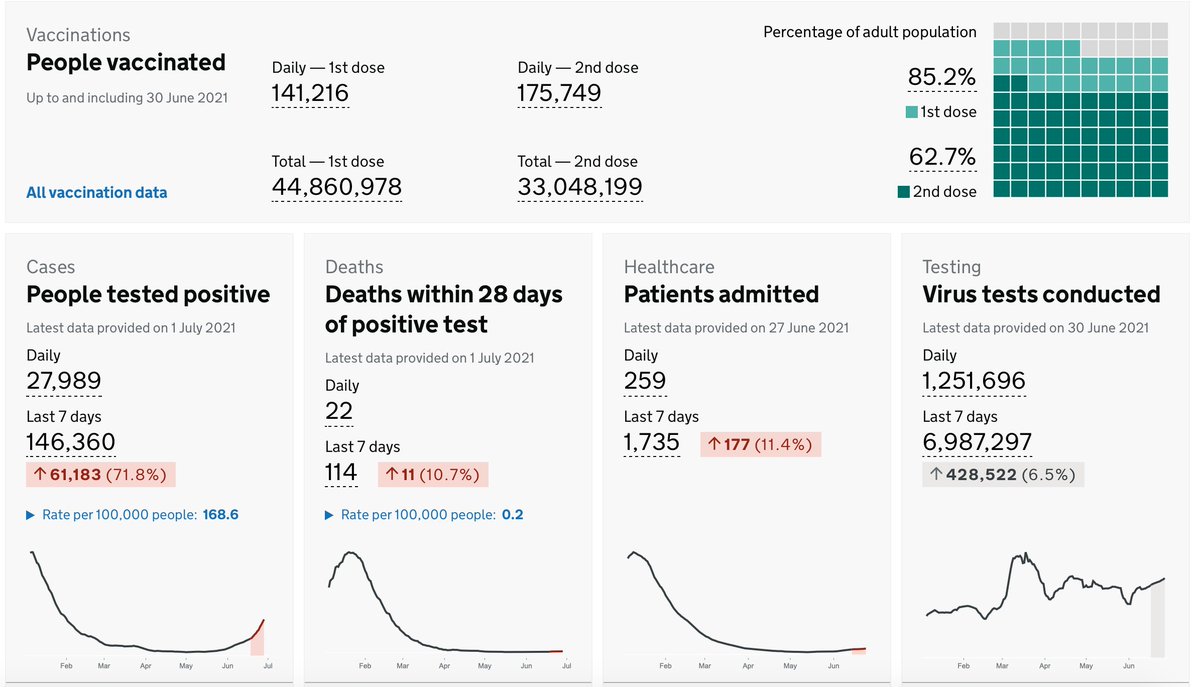 Vaccinations
People vaccinated
Up to and including 30 June 2021
All vaccination data
Daily — 1st dose
141,216
Total — 1st dose
44,860,978
Daily — 2nd dose
175,749
Total — 2nd dose
33,048,199
Percentage of adult population
85.2%
1st dose
62.7%
2nd dose
Cases
People tested positive
Latest data provided on 1 July 2021
Daily
27,989
Last 7 days
146,360
↑ 61,183 (71.8%)
▶ Rate per 100,000 people: 168.6
Feb Mar Apr May Jun Jul
Deaths
Deaths within 28 days
of positive test
Latest data provided on 1 July 2021
Daily
22
Last 7 days
114 ↑ 11 (10.7%)
▶ Rate per 100,000 people: 0.2
Feb Mar Apr May Jun Jul
Healthcare
Patients admitted
Latest data provided on 27 June 2021
Daily
259
Last 7 days
1,735 ↑ 177 (11.4%)
Feb Mar Apr May Jun
Testing
Virus tests conducted
Latest data provided on 30 June 2021
Daily
1,251,696
Last 7 days
6,987,297
↑ 428,522 (6.5%)
Feb Mar Apr May Jun